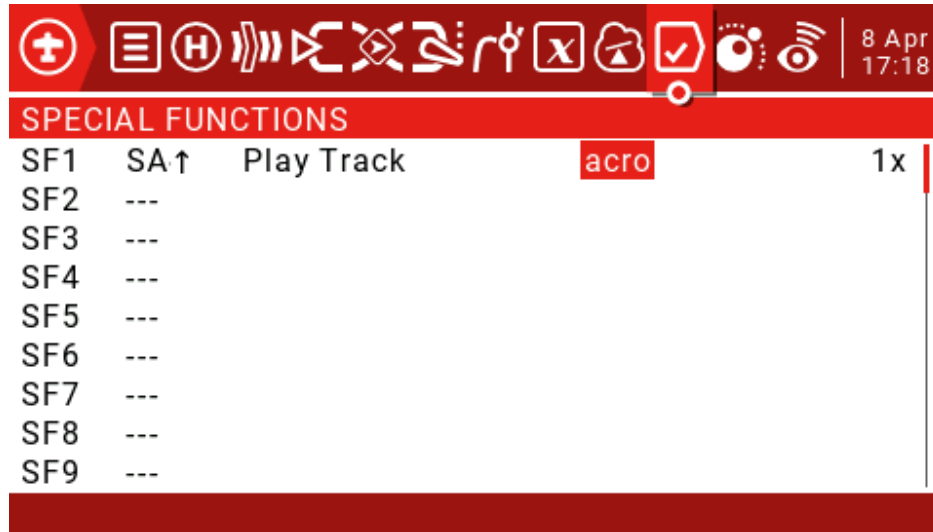 8 Apr
17:18
SPECIAL FUNCTIONS
SF1 SA↑ Play Track acro 1x
SF2 ---
SF3 ---
SF4 ---
SF5 ---
SF6 ---
SF7 ---
SF8 ---
SF9 ---